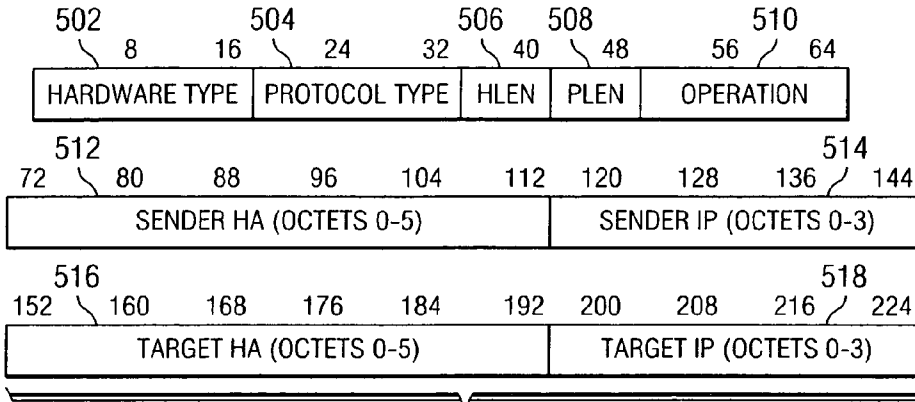 502 504 506 508 510
8 16 24 32 40 48 56 64
HARDWARE TYPE PROTOCOL TYPE HLEN PLEN OPERATION
512 514
72 80 88 96 104 112 120 128 136 144
SENDER HA (OCTETS 0-5) SENDER IP (OCTETS 0-3)
516 518
152 160 168 176 184 192 200 208 216 224
TARGET HA (OCTETS 0-5) TARGET IP (OCTETS 0-3)